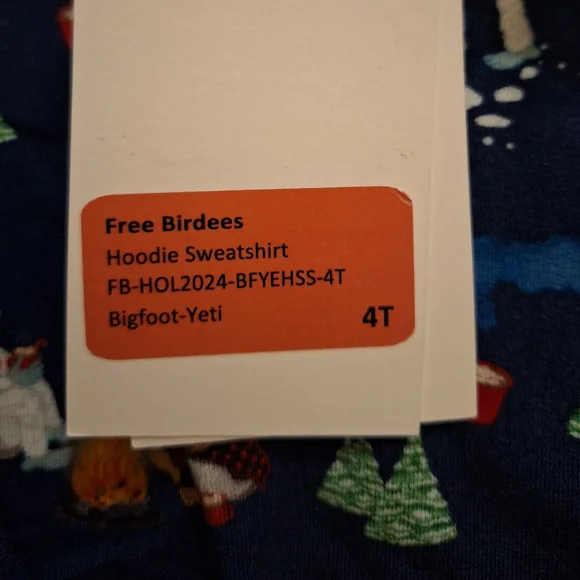 Free Birdees
Hoodie Sweatshirt
FB-HOL2024-BFYEHSS-4T
Bigfoot-Yeti
4T